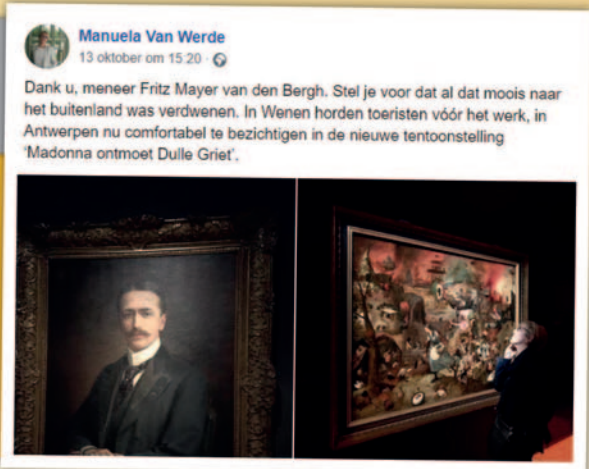 Manuela Van Werde
13 oktober om 15:20 ·
Dank u, meneer Fritz Mayer van den Bergh. Stel je voor dat al dat moois naar
het buitenland was verdwenen. In Wenen horden toeristen vóór het werk, in
Antwerpen nu comfortabel te bezichtigen in de nieuwe tentoonstelling
'Madonna ontmoet Dulle Griet'.